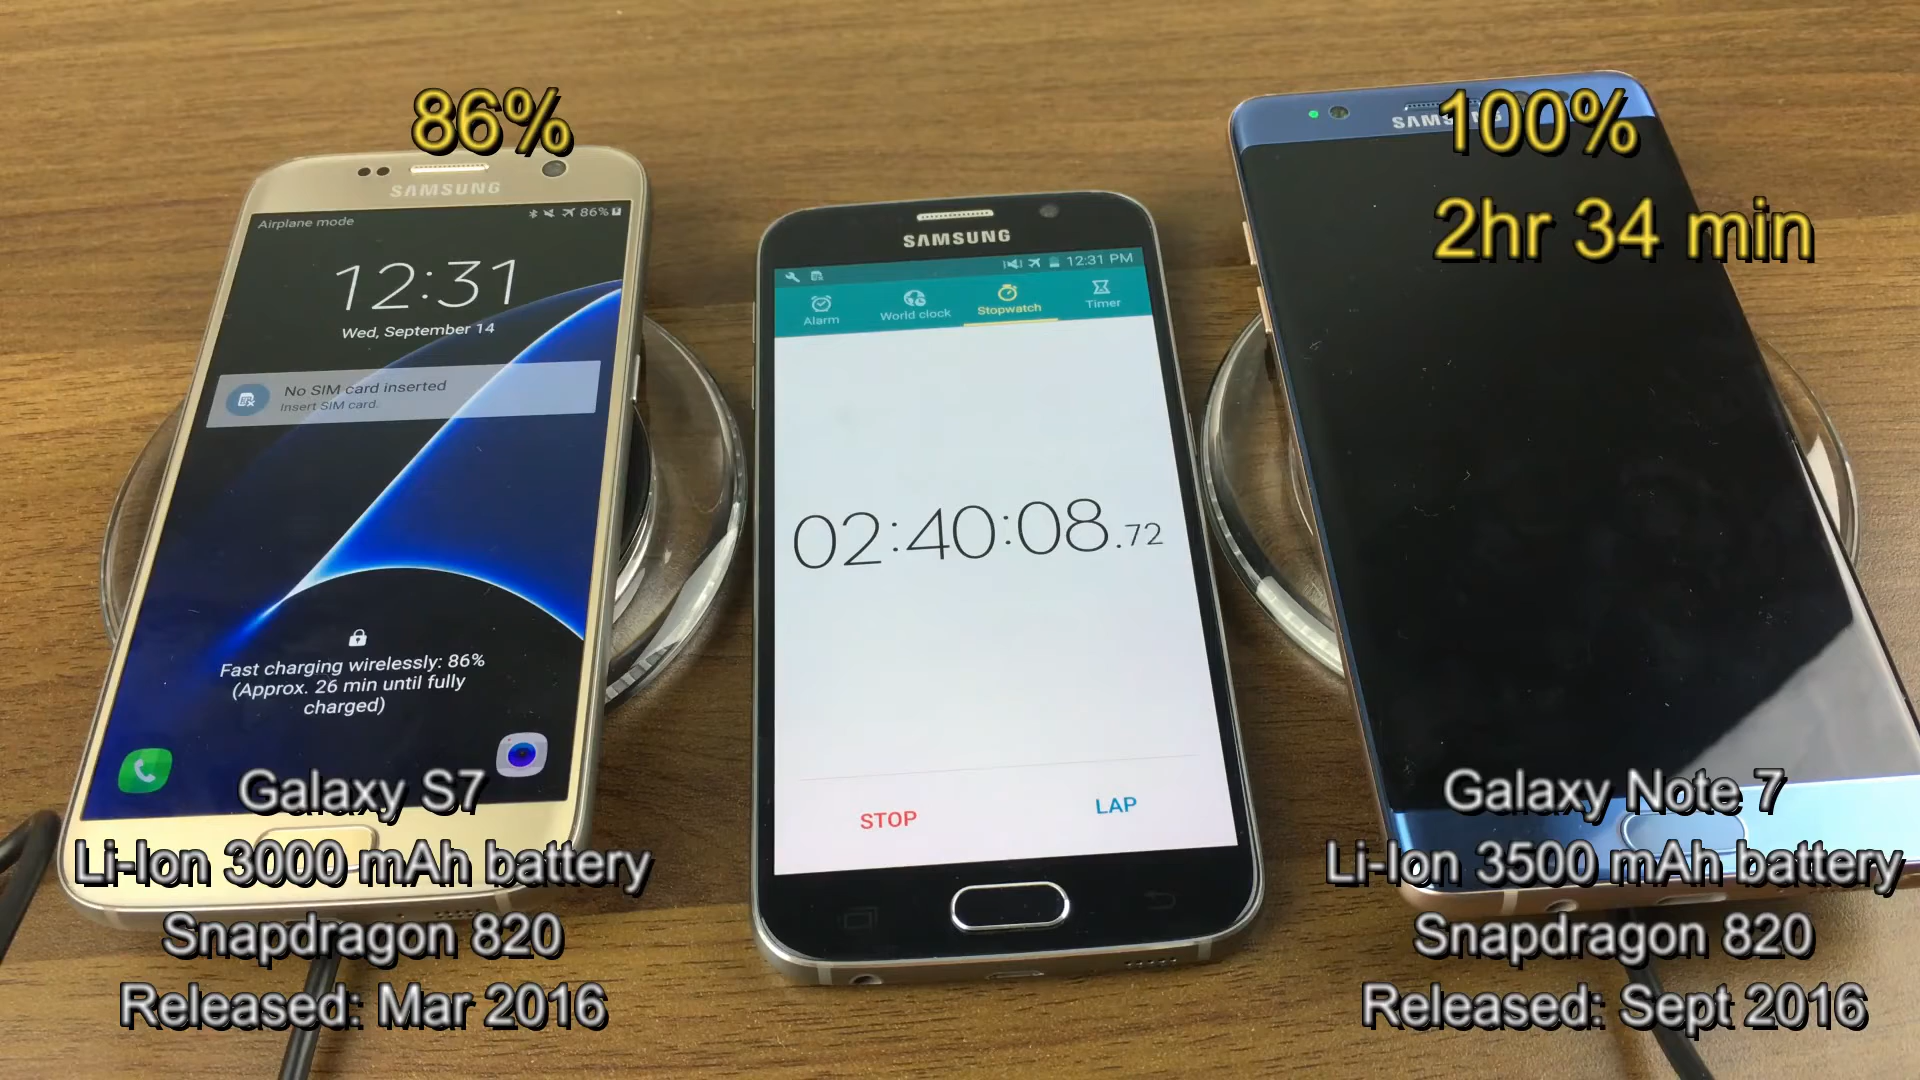 86%
SAMSUNG
Airplane mode
86%
12:31
Wed, September 14
No SIM card inserted
Insert SIM card.
Fast charging wirelessly: 86%
(Approx. 26 min until fully
charged)
Galaxy S7
Li-Ion 3000 mAh battery
Snapdragon 820
Released: Mar 2016
SAMSUNG
12:31 PM
Alarm
World clock
Stopwatch
Timer
02:40:08.72
STOP
LAP
100%
SAMSUNG
2hr 34 min
Galaxy Note 7
Li-Ion 3500 mAh battery
Snapdragon 820
Released: Sept 2016